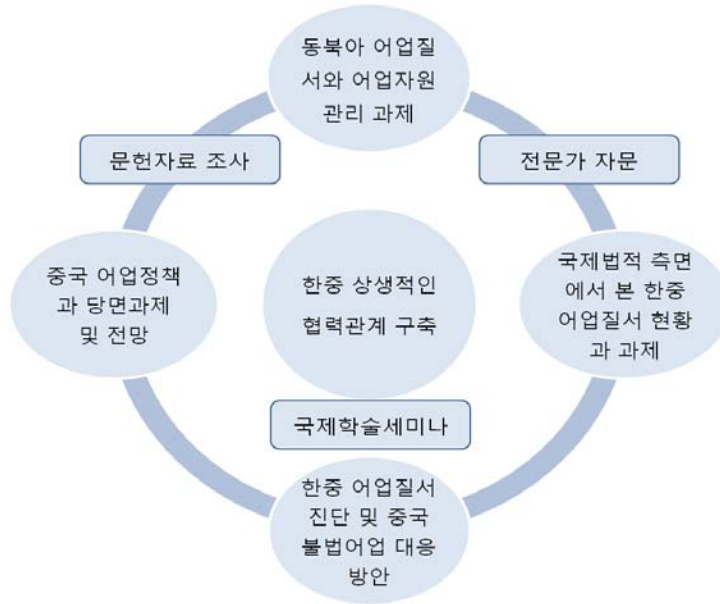 동북아 어업질
서와 어업자원
관리 과제
문헌자료 조사
전문가 자문
중국 어업정책
과 당면과제
및 전망
한중 상생적인
협력관계 구축
국제법적 측면
에서 본 한중
어업질서 현황
과 과제
국제학술세미나
한중 어업질서
진단 및 중국
불법어업 대응
방안